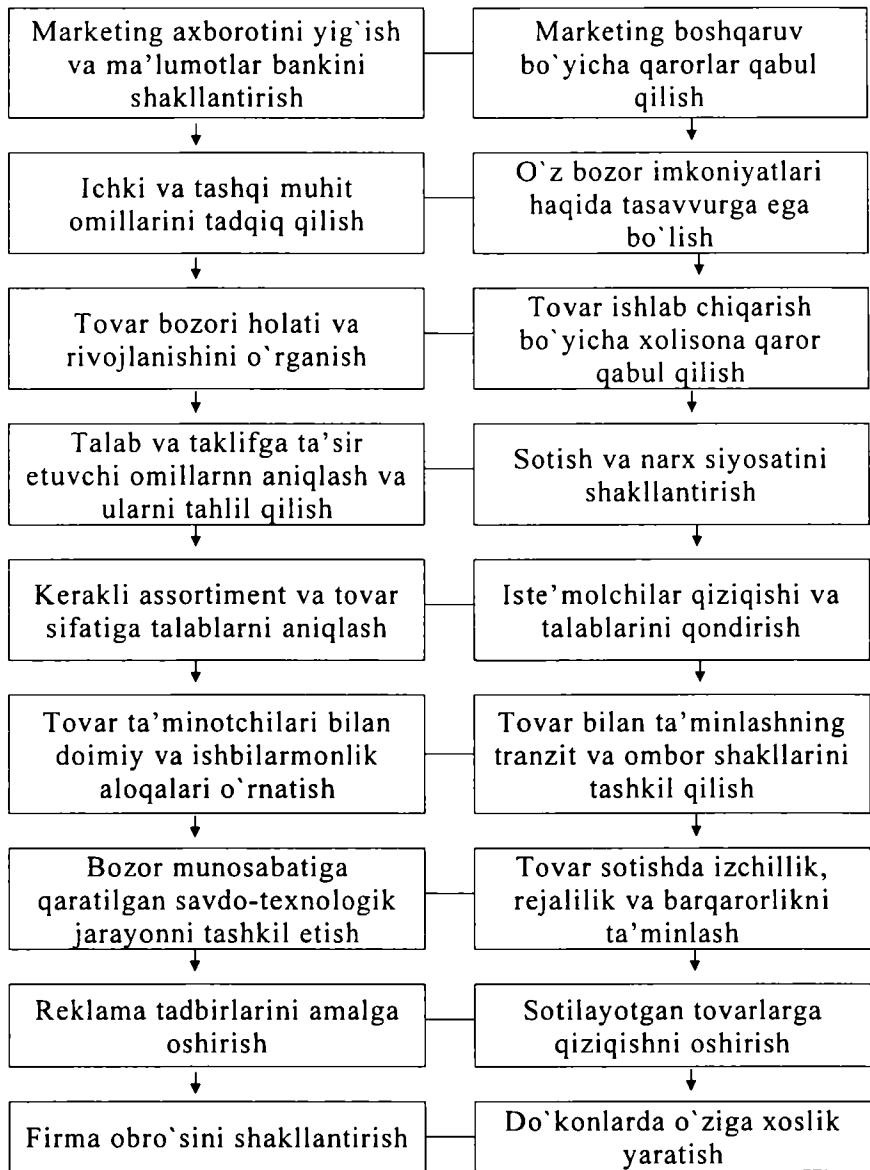 Marketing axborotini yig`ish
va ma’lumotlar bankini
shakllantirish
Marketing boshqaruv
bo`yicha qarorlar qabul
qilish
Ichki va tashqi muhit
omillarini tadqiq qilish
O`z bozor imkoniyatlari
haqida tasavvurga ega
bo`lish
Tovar bozori holati va
rivojlanishini o`rganish
Tovar ishlab chiqarish
bo`yicha xolisona qaror
qabul qilish
Talab va taklifga ta’sir
etuvchi omillarnn aniqlash va
ularni tahlil qilish
Sotish va narx siyosatini
shakllantirish
Kerakli assortiment va tovar
sifatiga talablarni aniqlash
Iste’molchilar qiziqishi va
talablarini qondirish
Tovar ta’minotchilari bilan
doimiy va ishbilarmonlik
aloqalari o`rnatish
Tovar bilan ta’minlashning
tranzit va ombor shakllarini
tashkil qilish
Bozor munosabatiga
qaratilgan savdo-texnologik
jarayonni tashkil etish
Tovar sotishda izchillik,
rejalilik va barqarorlikni
ta’minlash
Reklama tadbirlarini amalga
oshirish
Sotilayotgan tovarlarga
qiziqishni oshirish
Firma obro`sini shakllantirish
Do`konlarda o`ziga xoslik
yaratish